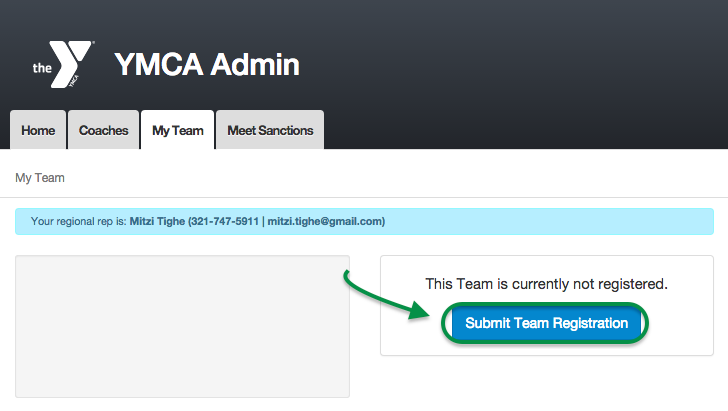 the
YMCA
YMCA Admin
Home Coaches My Team Meet Sanctions
My Team
Your regional rep is: Mitzi Tighe (321-747-5911 | mitzi.tighe@gmail.com)
This Team is currently not registered.
Submit Team Registration